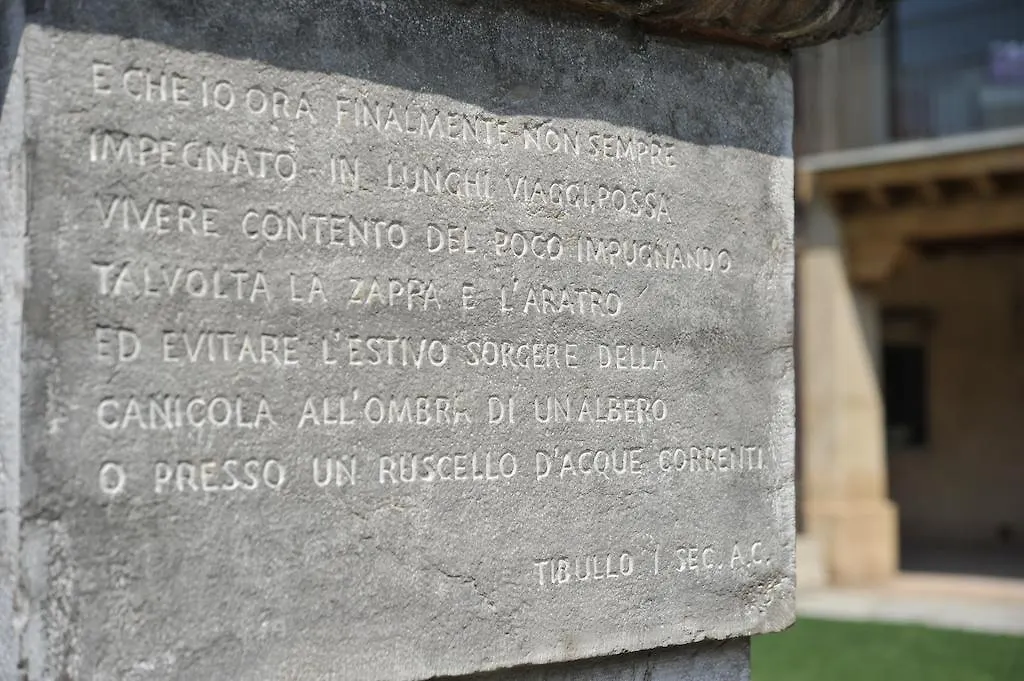 E CHE IO ORA FINALMENTE NON SEMPRE
IMPEGNATO IN LUNGHI VIAGGI, POSSA
VIVERE CONTENTO DEL POCO IMPUGNANDO
TALVOLTA LA ZAPPA E L'ARATRO
ED EVITARE L'ESTIVO SORGERE DELLA
CANICOLA ALL'OMBRA DI UN ALBERO
O PRESSO UN RUSCELLO D'ACQUE CORRENTI
TIBULLO I SEC. A.C.